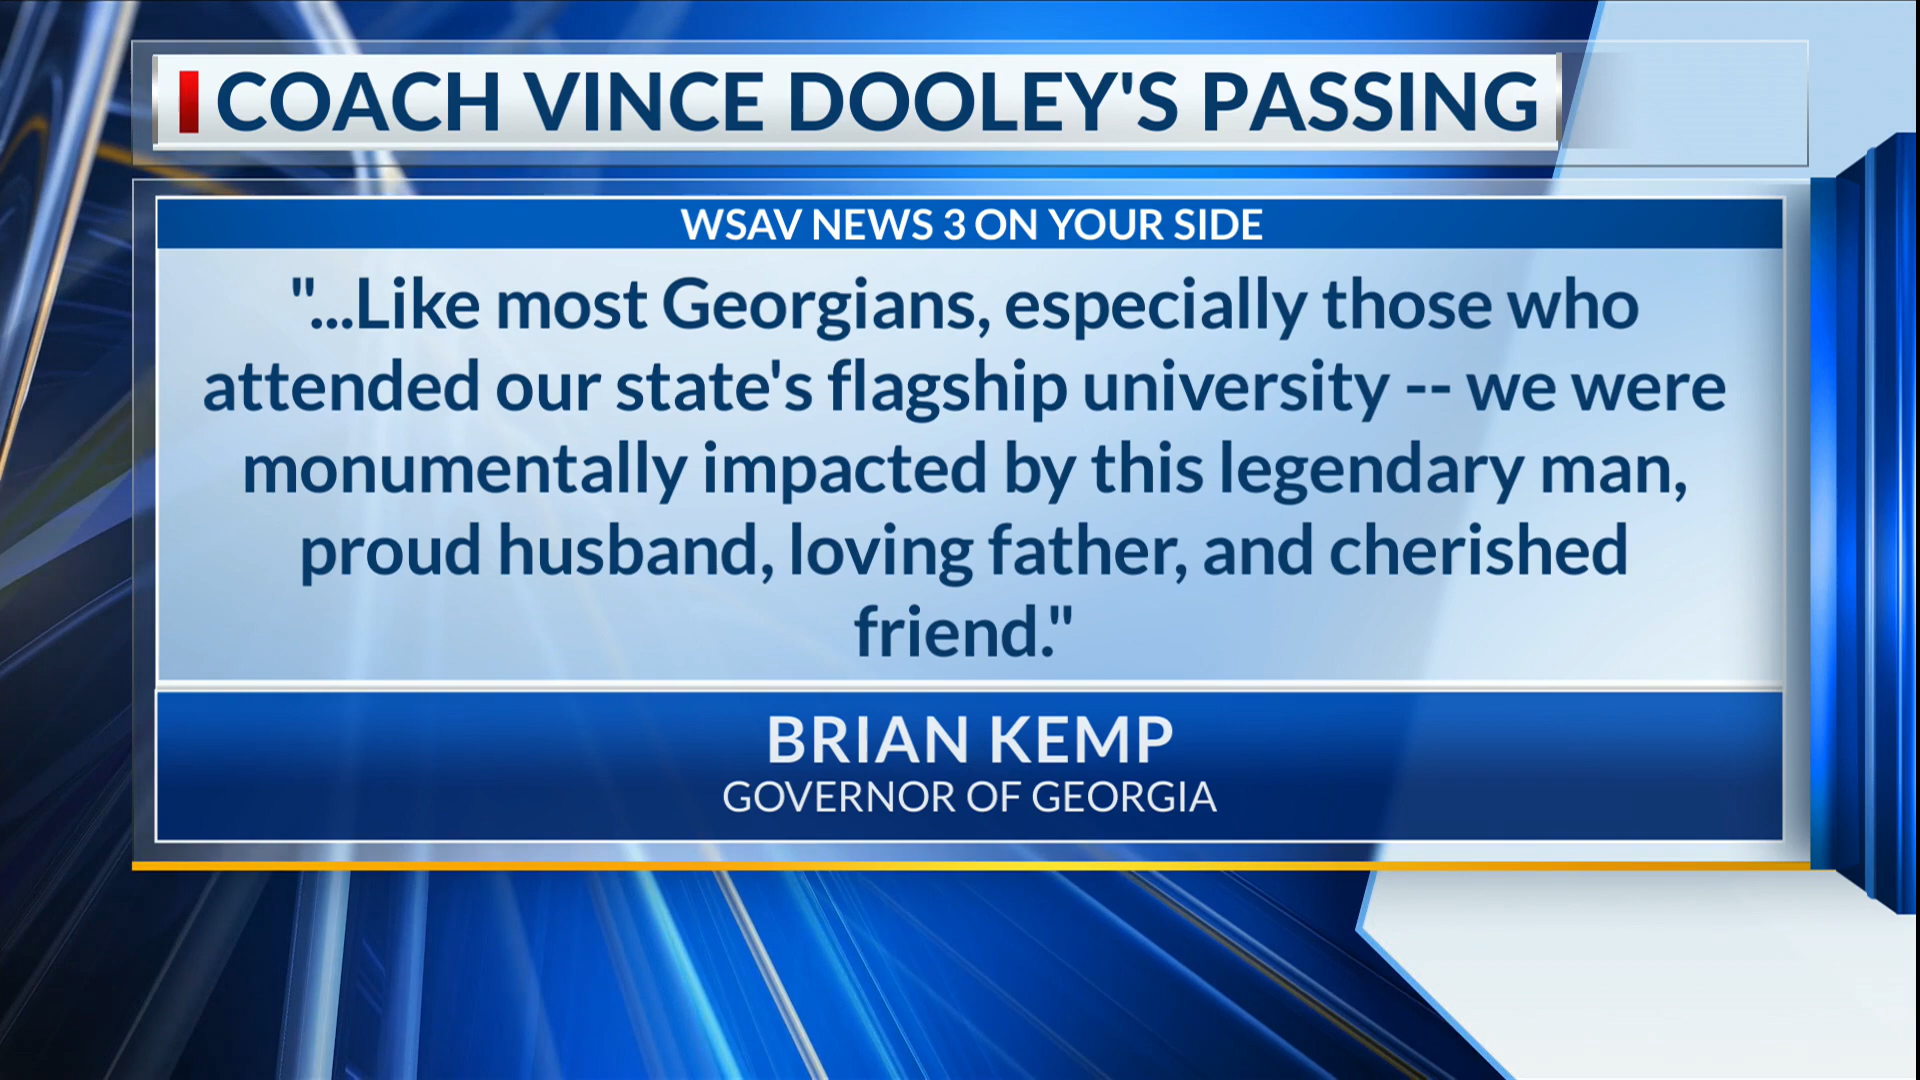 COACH VINCE DOOLEY'S PASSING
WSAV NEWS 3 ON YOUR SIDE
"...Like most Georgians, especially those who
attended our state's flagship university -- we were
monumentally impacted by this legendary man,
proud husband, loving father, and cherished
friend."
BRIAN KEMP
GOVERNOR OF GEORGIA